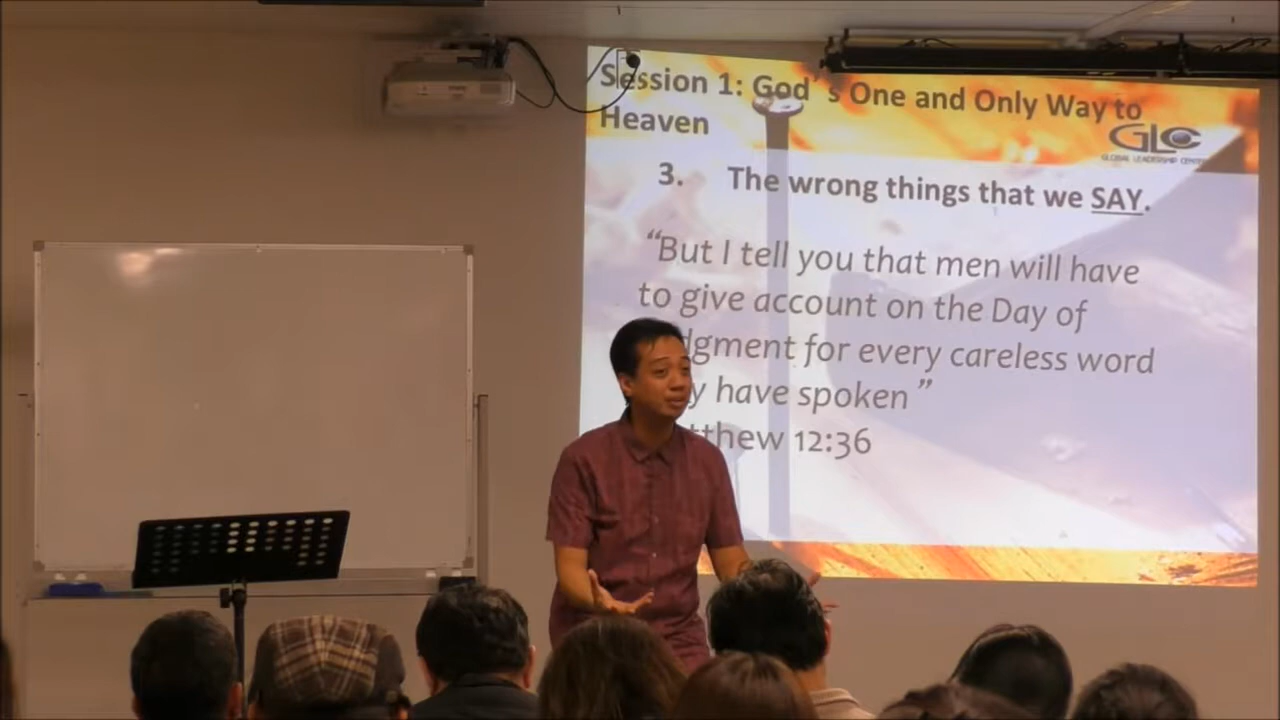 Session 1: God's One and Only Way to
Heaven
GLC
GLOBAL LEADERSHIP CENTER
3. The wrong things that we SAY.
“But I tell you that men will have
to give account on the Day of
dgment for every careless word
y have spoken”
tthew 12:36